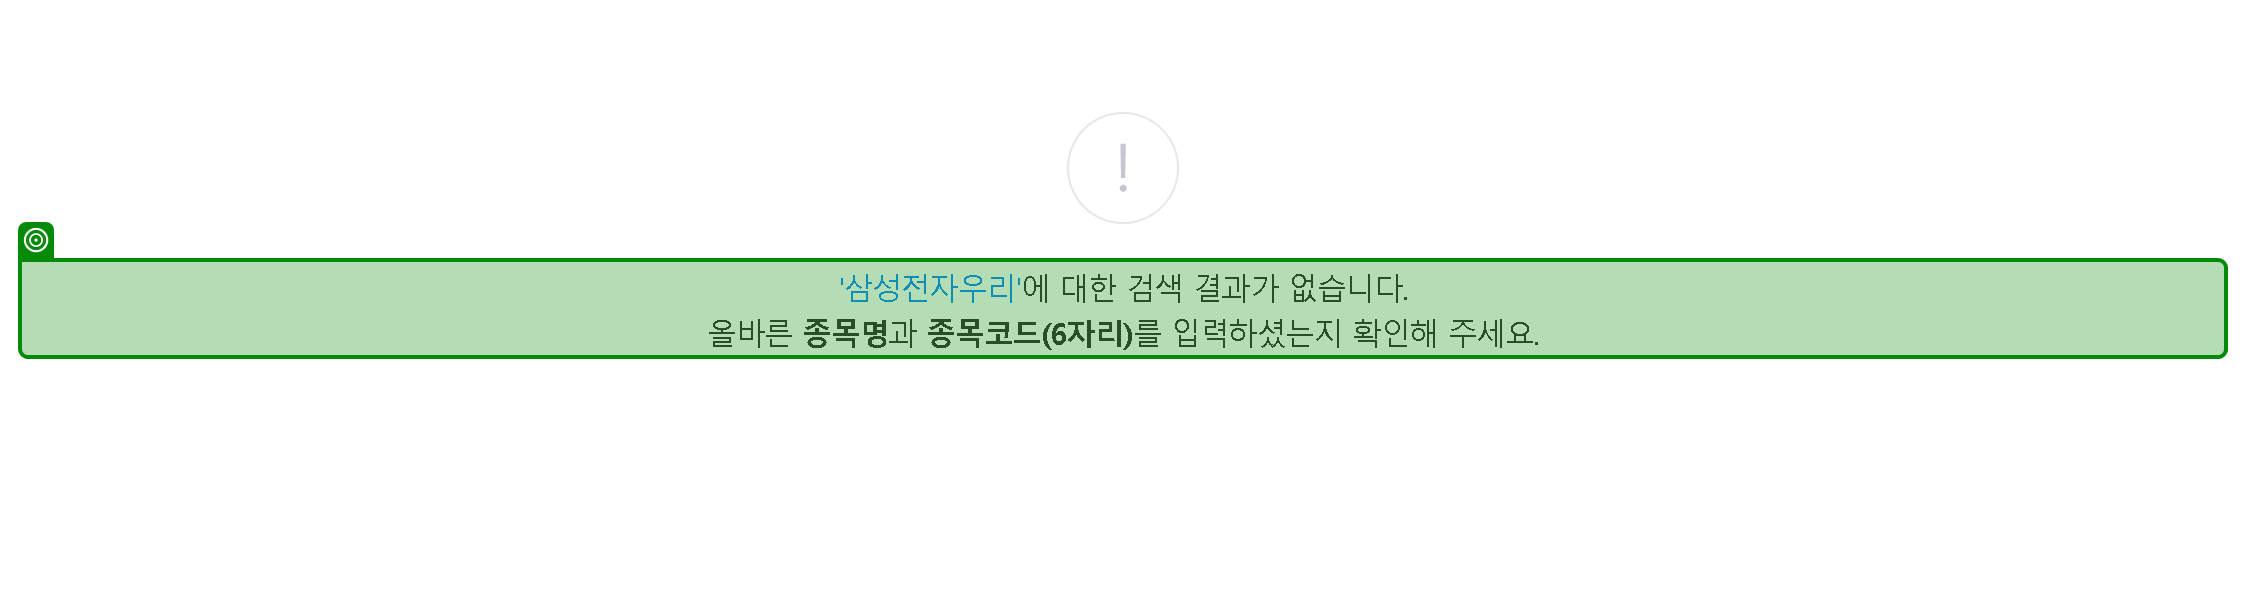 !
'삼성전자우리'에 대한 검색 결과가 없습니다.
올바른 종목명과 종목코드(6자리)를 입력하셨는지 확인해 주세요.